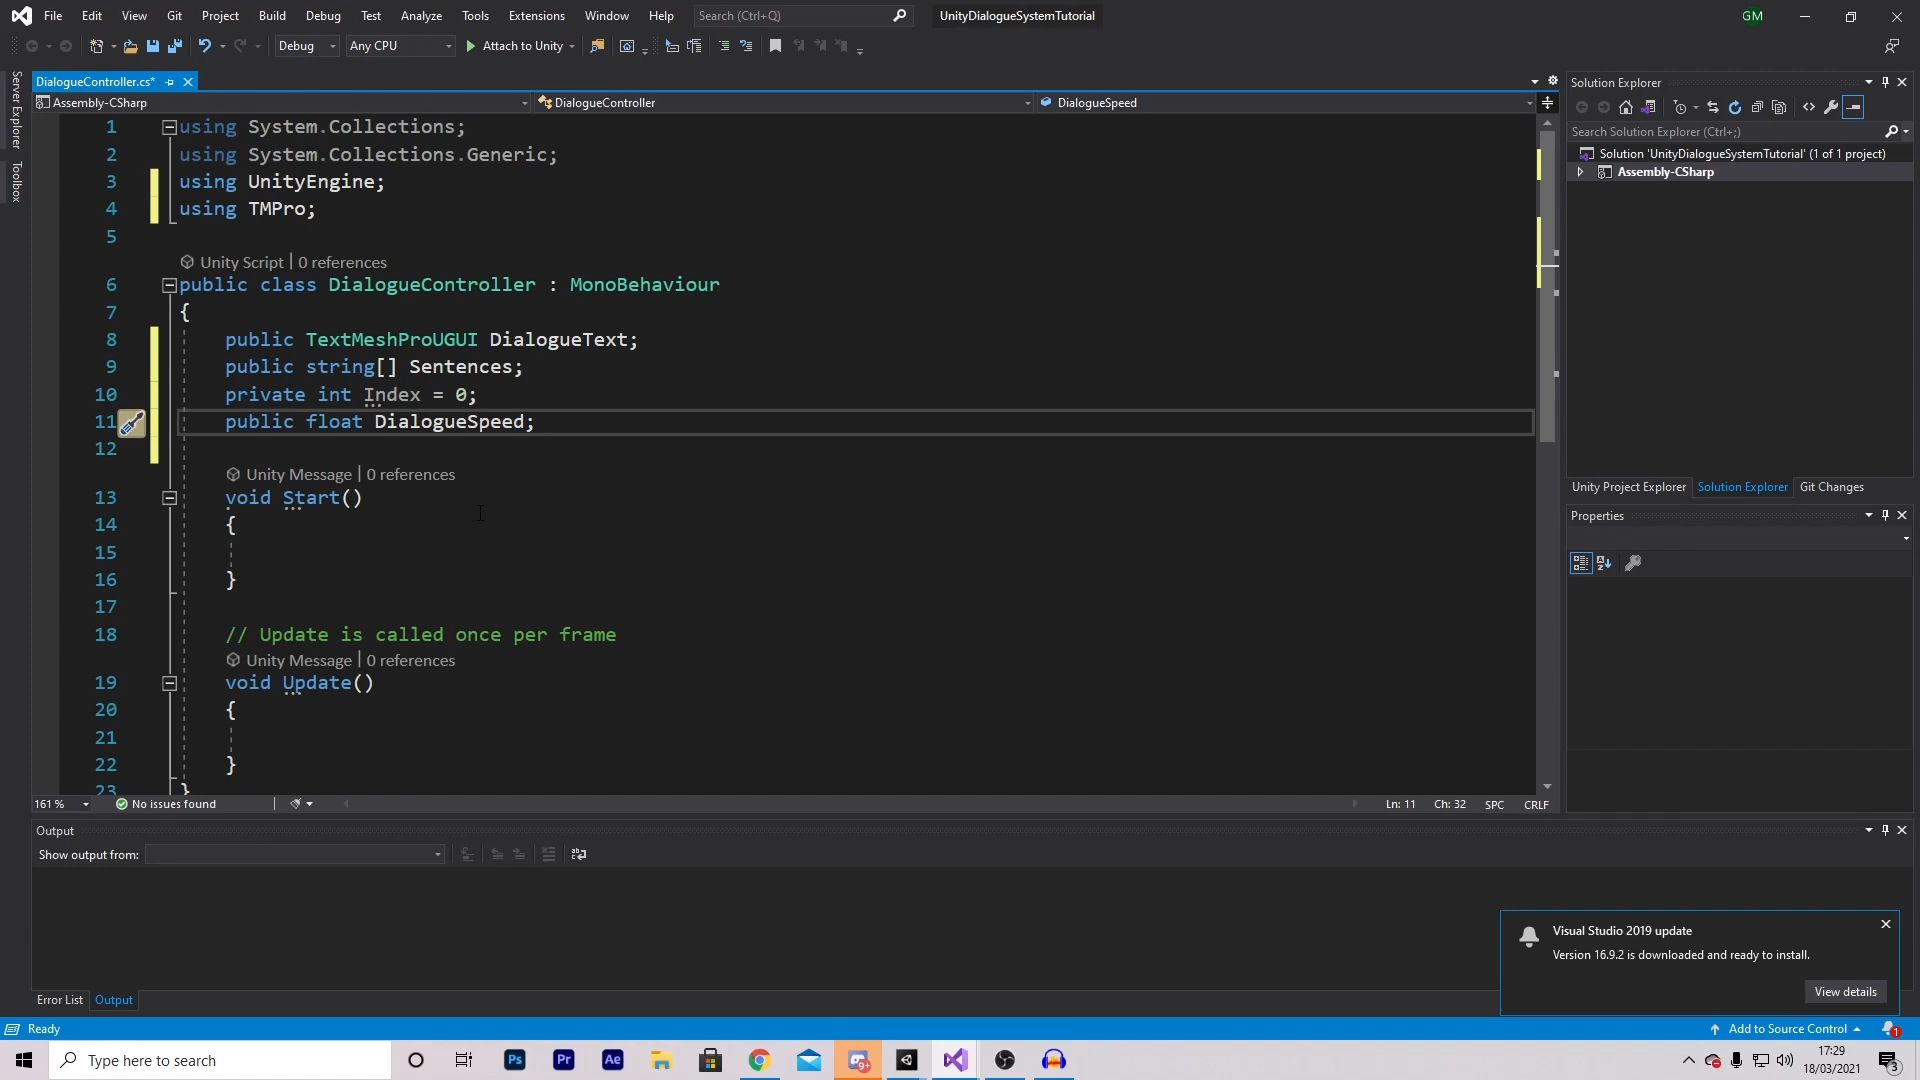 File Edit View Git Project Build Debug Test Analyze Tools Extensions Window Help Search (Ctrl+Q) UnityDialogueSystemTutorial GM
Debug Any CPU Attach to Unity
Server Explorer
Toolbox
DialogueController.cs*
Assembly-CSharp DialogueController DialogueSpeed
1 using System.Collections;
2 using System.Collections.Generic;
3 using UnityEngine;
4 using TMPro;
5
Unity Script | 0 references
6 public class DialogueController : MonoBehaviour
7 {
8 public TextMeshProUGUI DialogueText;
9 public string[] Sentences;
10 private int Index = 0;
11 public float DialogueSpeed;
12
Unity Message | 0 references
13 void Start()
14 {
15
16 }
17
18 // Update is called once per frame
Unity Message | 0 references
19 void Update()
20 {
21
22 }
23 }
161 % No issues found Ln: 11 Ch: 32 SPC CRLF
Solution Explorer
Search Solution Explorer (Ctrl+;)
Solution 'UnityDialogueSystemTutorial' (1 of 1 project)
Assembly-CSharp
Unity Project Explorer Solution Explorer Git Changes
Properties
Output
Show output from:
Error List Output
Visual Studio 2019 update
Version 16.9.2 is downloaded and ready to install.
View details
Ready Add to Source Control 1
Type here to search Ps Pr Ae 9+ 17:29
18/03/2021 3